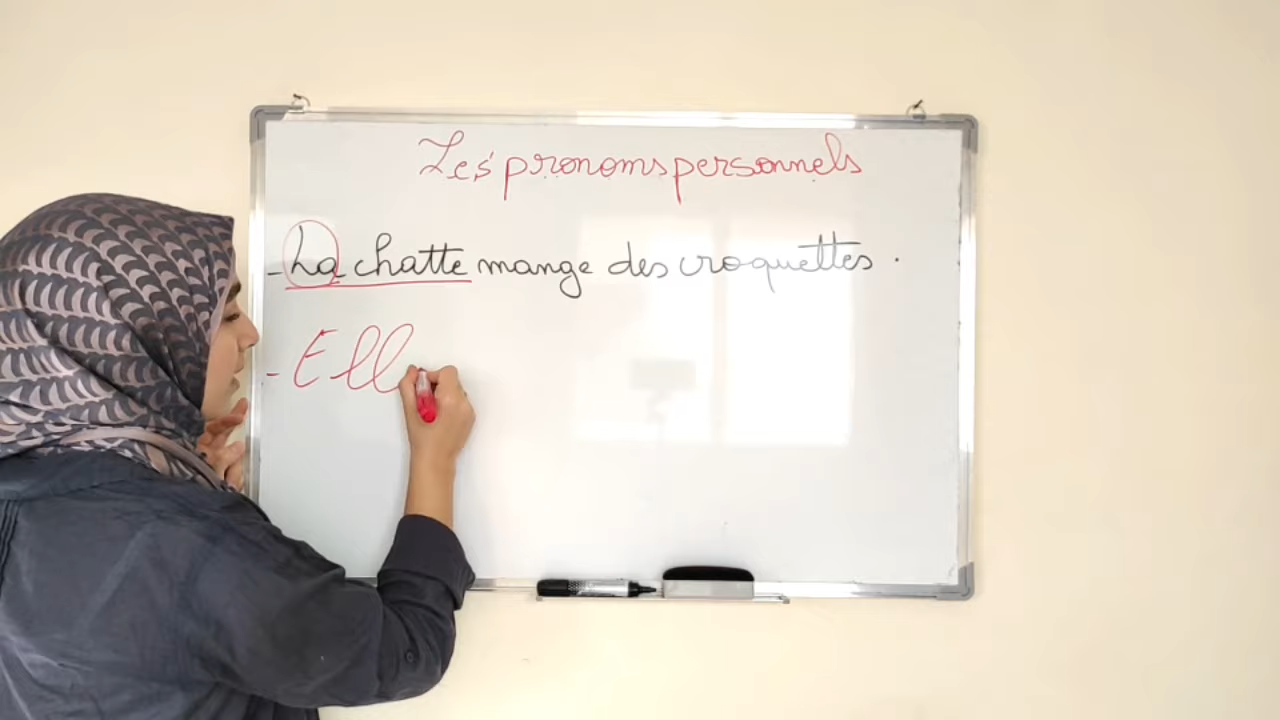 Les pronoms personnels
- La chatte mange des croquettes.
- Ell